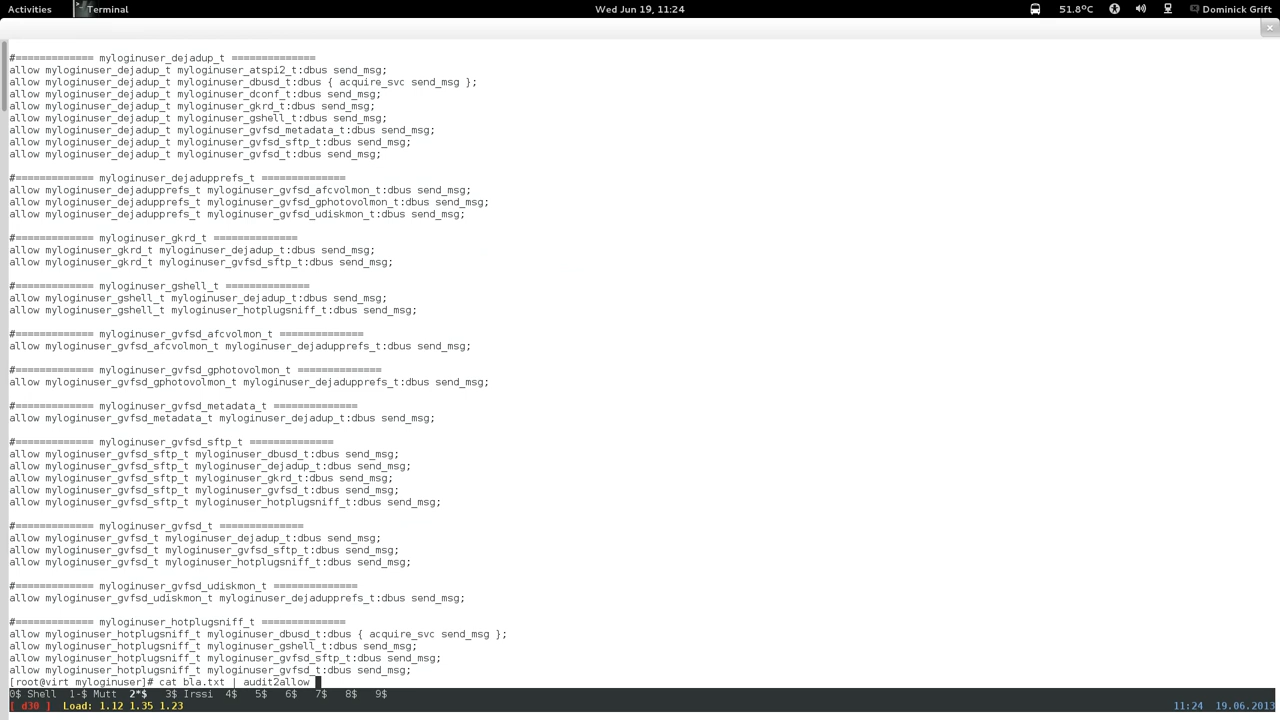 Activities Terminal Wed Jun 19, 11:24 51.8°C Dominick Grift
#============= myloginuser_dejadup_t ==============
allow myloginuser_dejadup_t myloginuser_atspi2_t:dbus send_msg;
allow myloginuser_dejadup_t myloginuser_dbusd_t:dbus { acquire_svc send_msg };
allow myloginuser_dejadup_t myloginuser_dconf_t:dbus send_msg;
allow myloginuser_dejadup_t myloginuser_gkrd_t:dbus send_msg;
allow myloginuser_dejadup_t myloginuser_gshell_t:dbus send_msg;
allow myloginuser_dejadup_t myloginuser_gvfsd_metadata_t:dbus send_msg;
allow myloginuser_dejadup_t myloginuser_gvfsd_sftp_t:dbus send_msg;
allow myloginuser_dejadup_t myloginuser_gvfsd_t:dbus send_msg;
#============= myloginuser_dejadupprefs_t ==============
allow myloginuser_dejadupprefs_t myloginuser_gvfsd_afcvolmon_t:dbus send_msg;
allow myloginuser_dejadupprefs_t myloginuser_gvfsd_gphotovolmon_t:dbus send_msg;
allow myloginuser_dejadupprefs_t myloginuser_gvfsd_udiskmon_t:dbus send_msg;
#============= myloginuser_gkrd_t ==============
allow myloginuser_gkrd_t myloginuser_dejadup_t:dbus send_msg;
allow myloginuser_gkrd_t myloginuser_gvfsd_sftp_t:dbus send_msg;
#============= myloginuser_gshell_t ==============
allow myloginuser_gshell_t myloginuser_dejadup_t:dbus send_msg;
allow myloginuser_gshell_t myloginuser_hotplugsniff_t:dbus send_msg;
#============= myloginuser_gvfsd_afcvolmon_t ==============
allow myloginuser_gvfsd_afcvolmon_t myloginuser_dejadupprefs_t:dbus send_msg;
#============= myloginuser_gvfsd_gphotovolmon_t ==============
allow myloginuser_gvfsd_gphotovolmon_t myloginuser_dejadupprefs_t:dbus send_msg;
#============= myloginuser_gvfsd_metadata_t ==============
allow myloginuser_gvfsd_metadata_t myloginuser_dejadup_t:dbus send_msg;
#============= myloginuser_gvfsd_sftp_t ==============
allow myloginuser_gvfsd_sftp_t myloginuser_dbusd_t:dbus send_msg;
allow myloginuser_gvfsd_sftp_t myloginuser_dejadup_t:dbus send_msg;
allow myloginuser_gvfsd_sftp_t myloginuser_gkrd_t:dbus send_msg;
allow myloginuser_gvfsd_sftp_t myloginuser_gvfsd_t:dbus send_msg;
allow myloginuser_gvfsd_sftp_t myloginuser_hotplugsniff_t:dbus send_msg;
#============= myloginuser_gvfsd_t ==============
allow myloginuser_gvfsd_t myloginuser_dejadup_t:dbus send_msg;
allow myloginuser_gvfsd_t myloginuser_gvfsd_sftp_t:dbus send_msg;
allow myloginuser_gvfsd_t myloginuser_hotplugsniff_t:dbus send_msg;
#============= myloginuser_gvfsd_udiskmon_t ==============
allow myloginuser_gvfsd_udiskmon_t myloginuser_dejadupprefs_t:dbus send_msg;
#============= myloginuser_hotplugsniff_t ==============
allow myloginuser_hotplugsniff_t myloginuser_dbusd_t:dbus { acquire_svc send_msg };
allow myloginuser_hotplugsniff_t myloginuser_gshell_t:dbus send_msg;
allow myloginuser_hotplugsniff_t myloginuser_gvfsd_sftp_t:dbus send_msg;
allow myloginuser_hotplugsniff_t myloginuser_gvfsd_t:dbus send_msg;
[root@virt myloginuser]# cat bla.txt | audit2allow
0$ Shell 1-$ Mutt 2*$ 3$ Irssi 4$ 5$ 6$ 7$ 8$ 9$
[ d30 ] Load: 1.12 1.35 1.23 11:24 19.06.2013